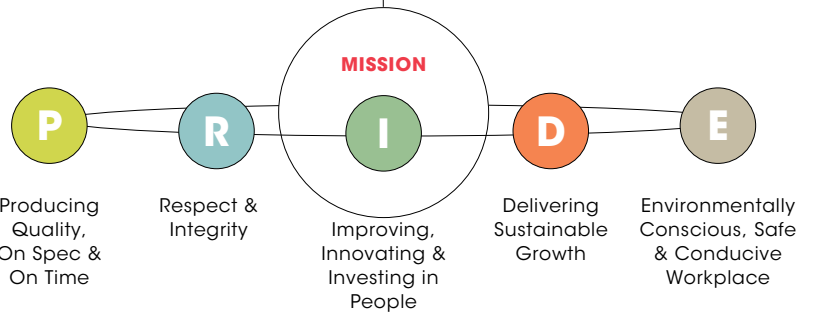 MISSION
P
R
I
D
E
Producing
Quality,
On Spec &
On Time
Respect &
Integrity
Improving,
Innovating &
Investing in
People
Delivering
Sustainable
Growth
Environmentally
Conscious, Safe
& Conducive
Workplace